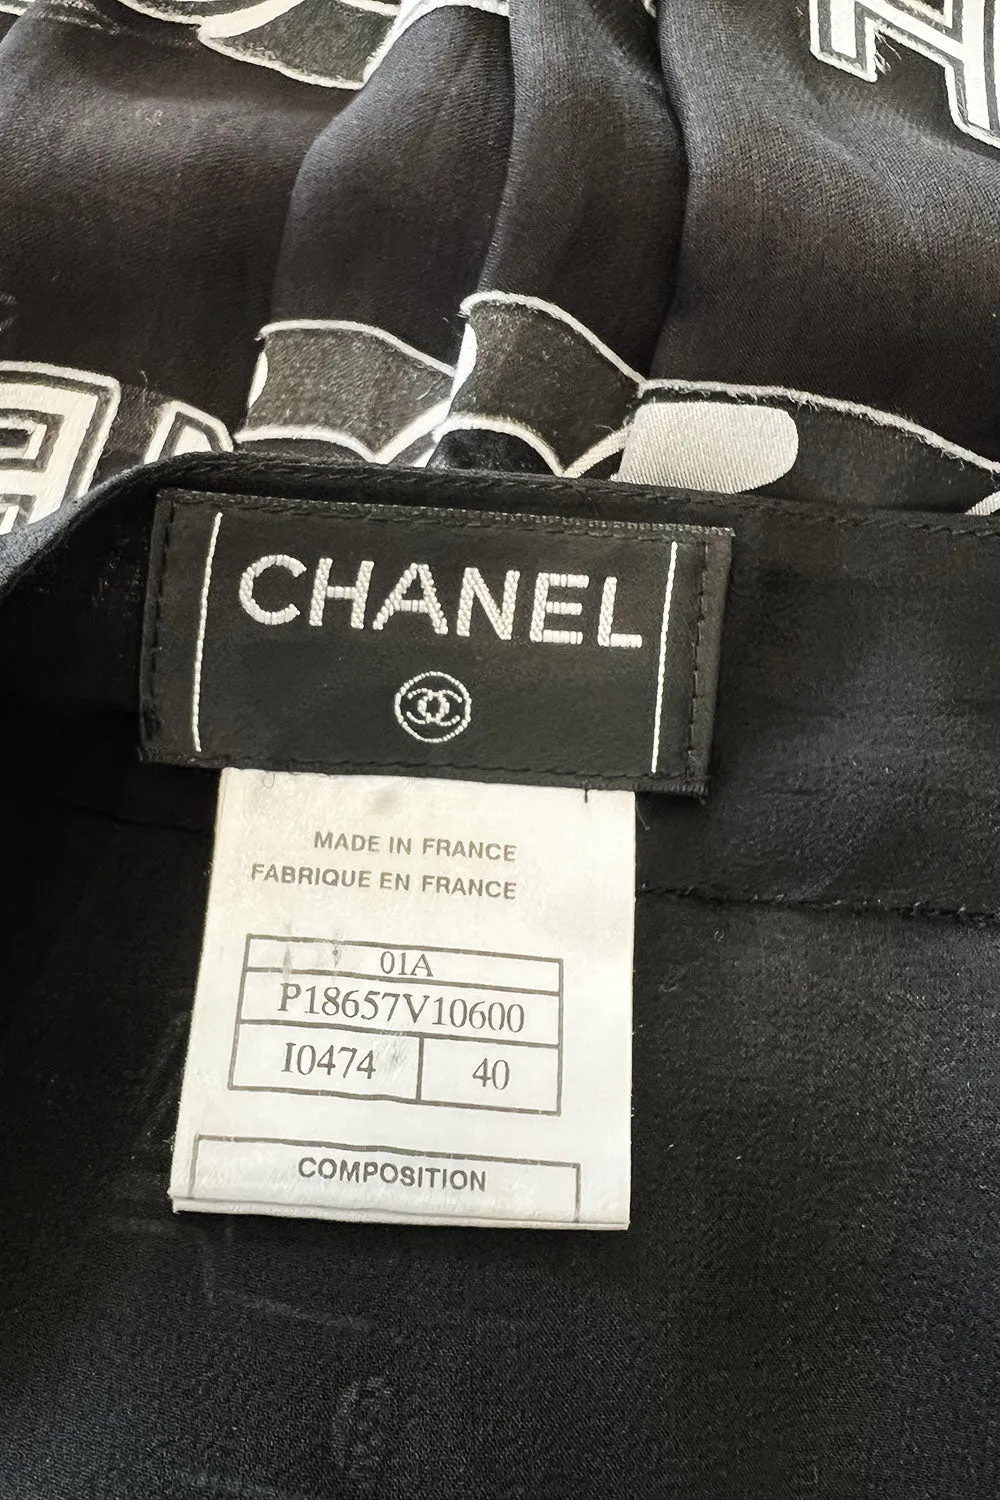 CHANEL
MADE IN FRANCE
FABRIQUE EN FRANCE
01A
P18657V10600
I0474 40
COMPOSITION